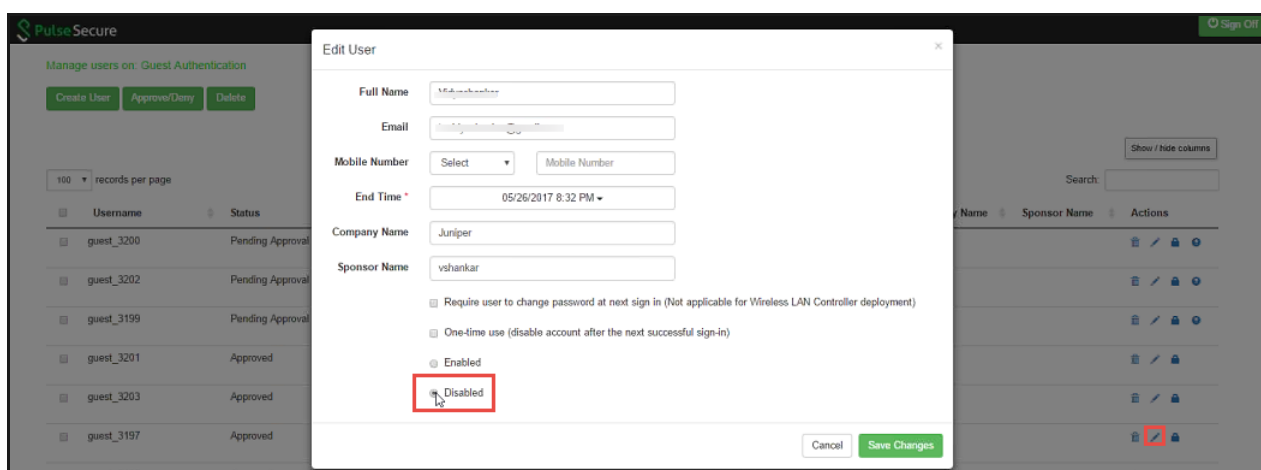 Pulse Secure
Sign Off
Edit User
×
Manage users on: Guest Authentication
Create User Approve/Deny Delete
Full Name
Email
Mobile Number Select Mobile Number
Show / hide columns
100 records per page
Search:
End Time * 05/26/2017 8:32 PM
Username Status y Name Sponsor Name Actions
Company Name Juniper
guest_3200 Pending Approval
Sponsor Name vshankar
guest_3202 Pending Approval
Require user to change password at next sign in (Not applicable for Wireless LAN Controller deployment)
guest_3199 Pending Approval
One-time use (disable account after the next successful sign-in)
guest_3201 Approved
Enabled
guest_3203 Approved
Disabled
guest_3197 Approved
Cancel Save Changes